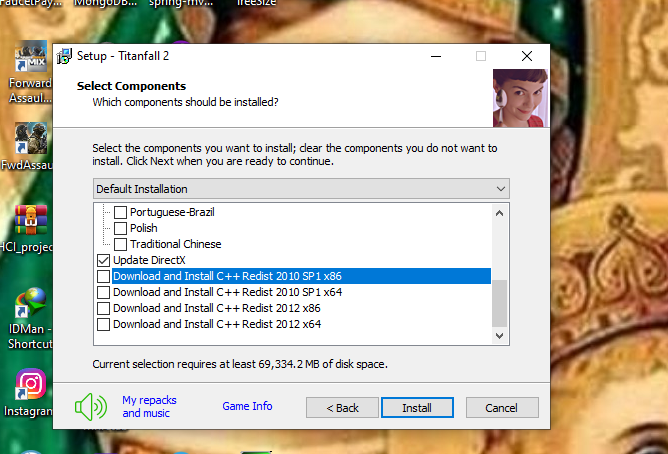 FaucetPay...
MongoDB...
spring-mv...
TreeSize
Setup - Titanfall 2
Select Components
Which components should be installed?
Select the components you want to install; clear the components you do not want to
install. Click Next when you are ready to continue.
Default Installation
Portuguese-Brazil
Polish
Traditional Chinese
Update DirectX
Download and Install C++ Redist 2010 SP1 x86
Download and Install C++ Redist 2010 SP1 x64
Download and Install C++ Redist 2012 x86
Download and Install C++ Redist 2012 x64
Current selection requires at least 69,334.2 MB of disk space.
My repacks
and music
Game Info
< Back
Install
Cancel
MIX
Forward
Assaul...
FwdAssau
HCI_project
IDMan -
Shortcut
Instagram